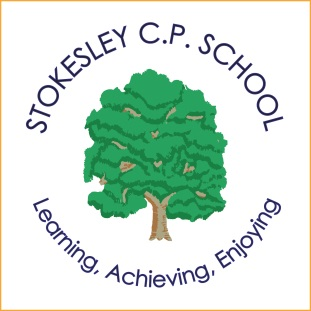 STOKESLEY C.P. SCHOOL
Learning, Achieving, Enjoying